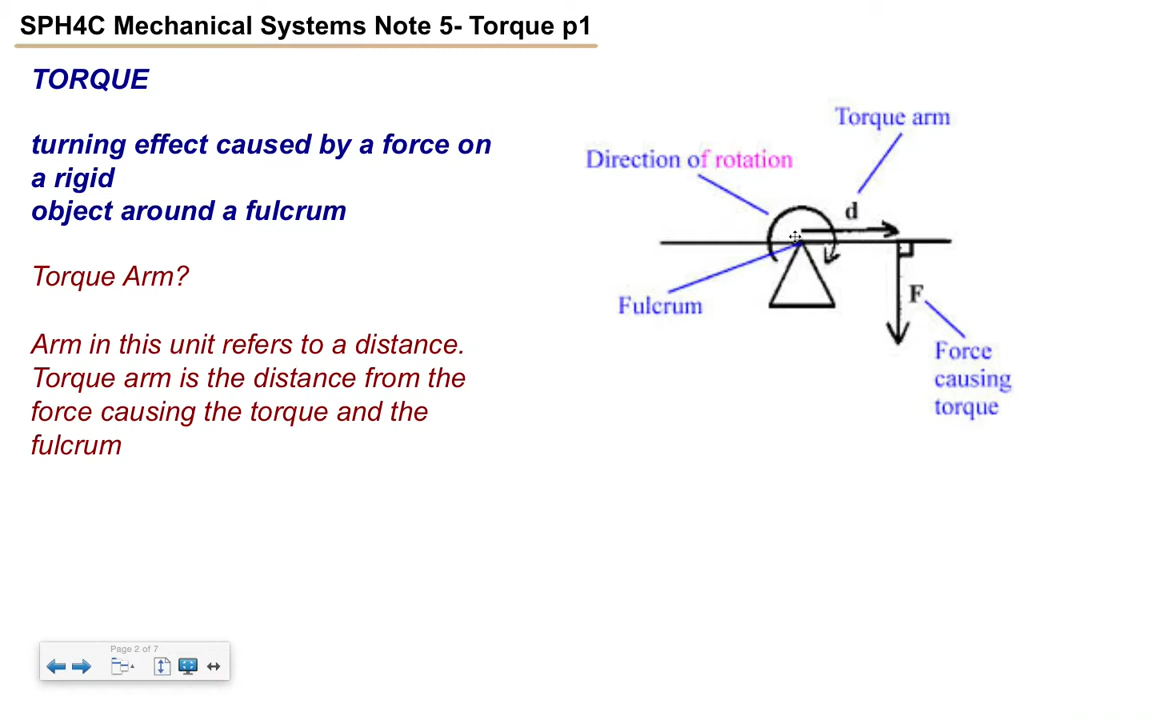 SPH4C Mechanical Systems Note 5- Torque p1
TORQUE
turning effect caused by a force on
a rigid
object around a fulcrum
Torque Arm?
Arm in this unit refers to a distance.
Torque arm is the distance from the
force causing the torque and the
fulcrum
Torque arm
Direction of rotation
d
Fulcrum
F
Force
causing
torque
Page 2 of 7